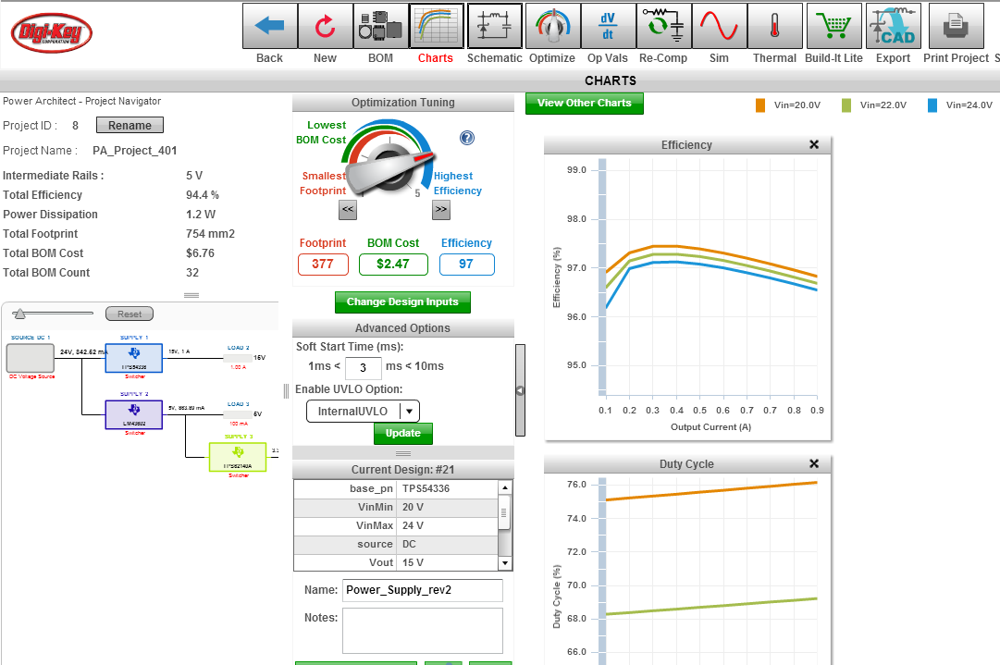 Digi-Key
CORPORATION
Back
New
BOM
Charts
Schematic
Optimize
dV
dt
Op Vals
Re-Comp
Sim
Thermal
Build-It Lite
CAD
Export
Print Project
S
CHARTS
Power Architect - Project Navigator
Project ID : 8 Rename
Project Name : PA_Project_401
Intermediate Rails : 5 V
Total Efficiency 94.4 %
Power Dissipation 1.2 W
Total Footprint 754 mm2
Total BOM Cost $6.76
Total BOM Count 32
Reset
SOURCE DC 1
DC Voltage Source
24V, 842.62 mA
SUPPLY 1
TPS54336
Switcher
15V, 1 A
LOAD 2
15V
1.00 A
SUPPLY 2
LM43602
Switcher
5V, 863.89 mA
LOAD 3
5V
100 mA
SUPPLY 3
TPS62140A
Switcher
3.3
Optimization Tuning
Lowest
BOM Cost
Smallest
Footprint
Highest
Efficiency
5
?
<<
>>
Footprint BOM Cost Efficiency
377 $2.47 97
Change Design Inputs
Advanced Options
Soft Start Time (ms):
1ms < 3 ms < 10ms
Enable UVLO Option:
InternalUVLO
Update
Current Design: #21
base_pn TPS54336
VinMin 20 V
VinMax 24 V
source DC
Vout 15 V
Name: Power_Supply_rev2
Notes:
View Other Charts
Vin=20.0V Vin=22.0V Vin=24.0V
Efficiency
99.0
98.0
97.0
96.0
95.0
Efficiency (%)
0.1 0.2 0.3 0.4 0.5 0.6 0.7 0.8 0.9
Output Current (A)
Duty Cycle
76.0
74.0
72.0
70.0
68.0
66.0
Duty Cycle (%)